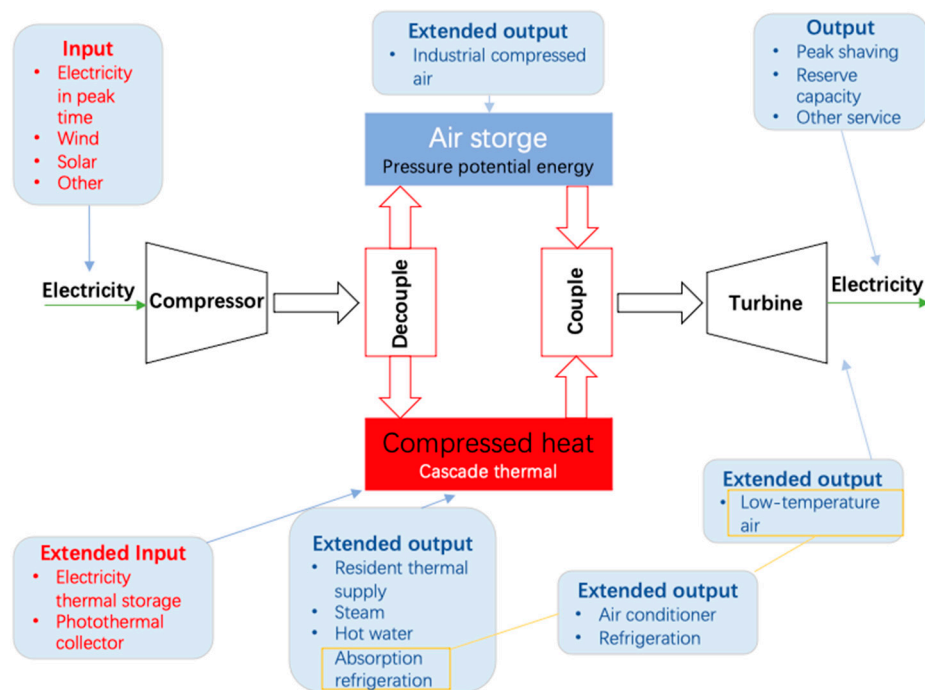 Input
• Electricity
in peak
time
• Wind
• Solar
• Other
Extended output
• Industrial compressed
air
Output
• Peak shaving
• Reserve
capacity
• Other service
Air storge
Pressure potential energy
Electricity
Compressor
Decouple
Couple
Turbine
Electricity
Compressed heat
Cascade thermal
Extended Input
• Electricity
thermal storage
• Photothermal
collector
Extended output
• Resident thermal
supply
• Steam
• Hot water
Absorption
refrigeration
Extended output
• Air conditioner
• Refrigeration
Extended output
• Low-temperature
air